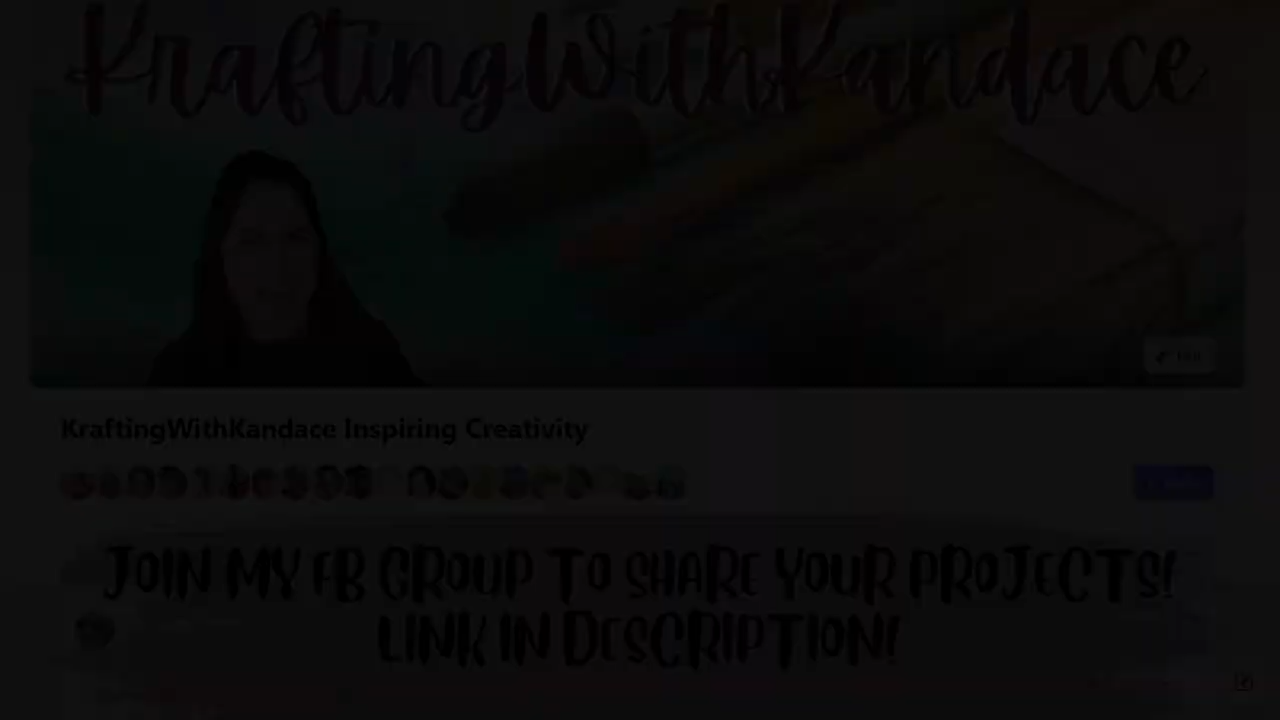 KraftingWithKandace
KraftingWithKandace Inspiring Creativity
JOIN MY FB GROUP TO SHARE YOUR PROJECTS!
LINK IN DESCRIPTION!